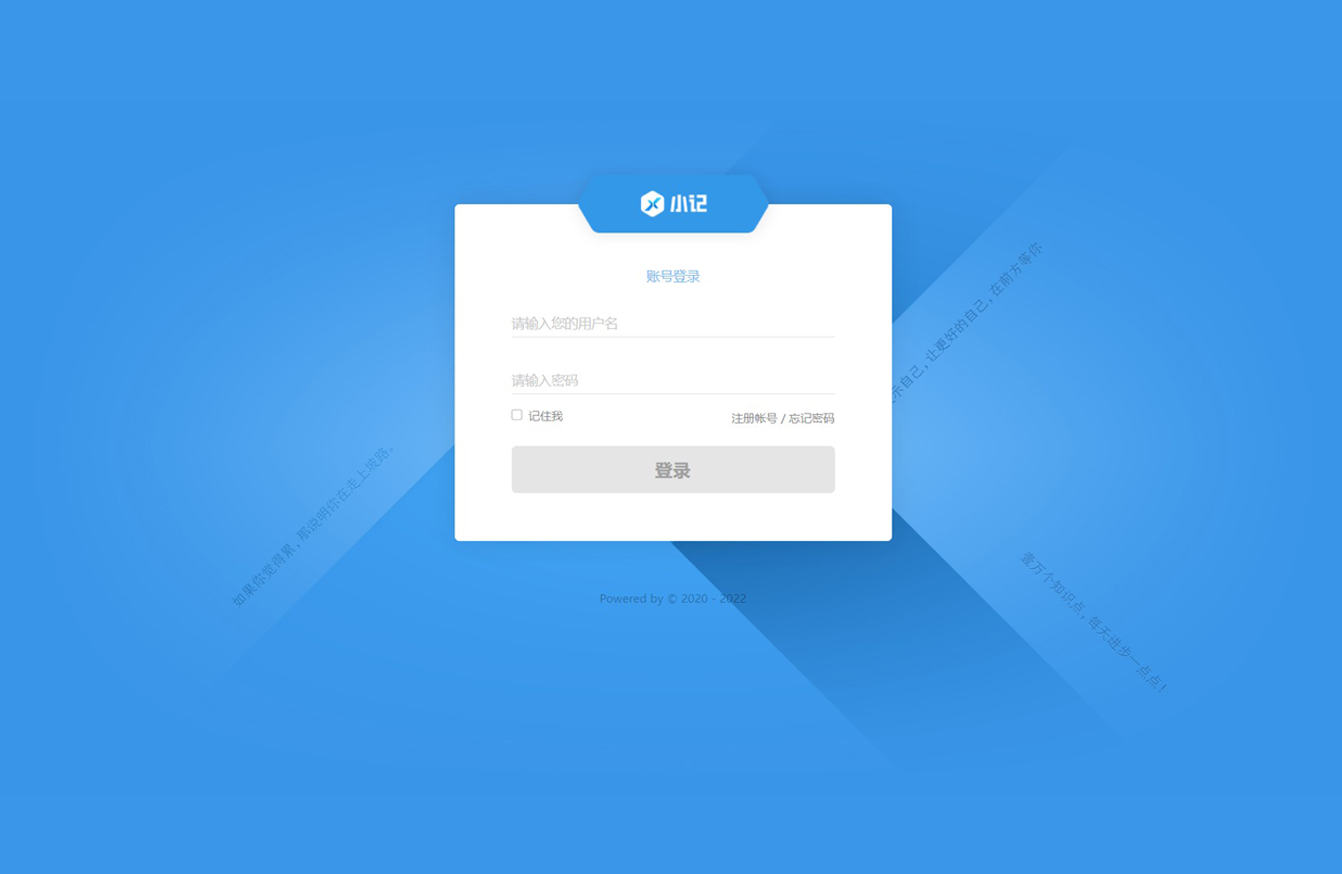 小记
账号登录
请输入您的用户名
请输入密码
记住我
注册帐号 / 忘记密码
登录
示自己，让更好的自己，在前方等你
如果你觉得累，那说明你在走上坡路。
壹万个知识点，每天进步一点点！
Powered by © 2020 - 2022